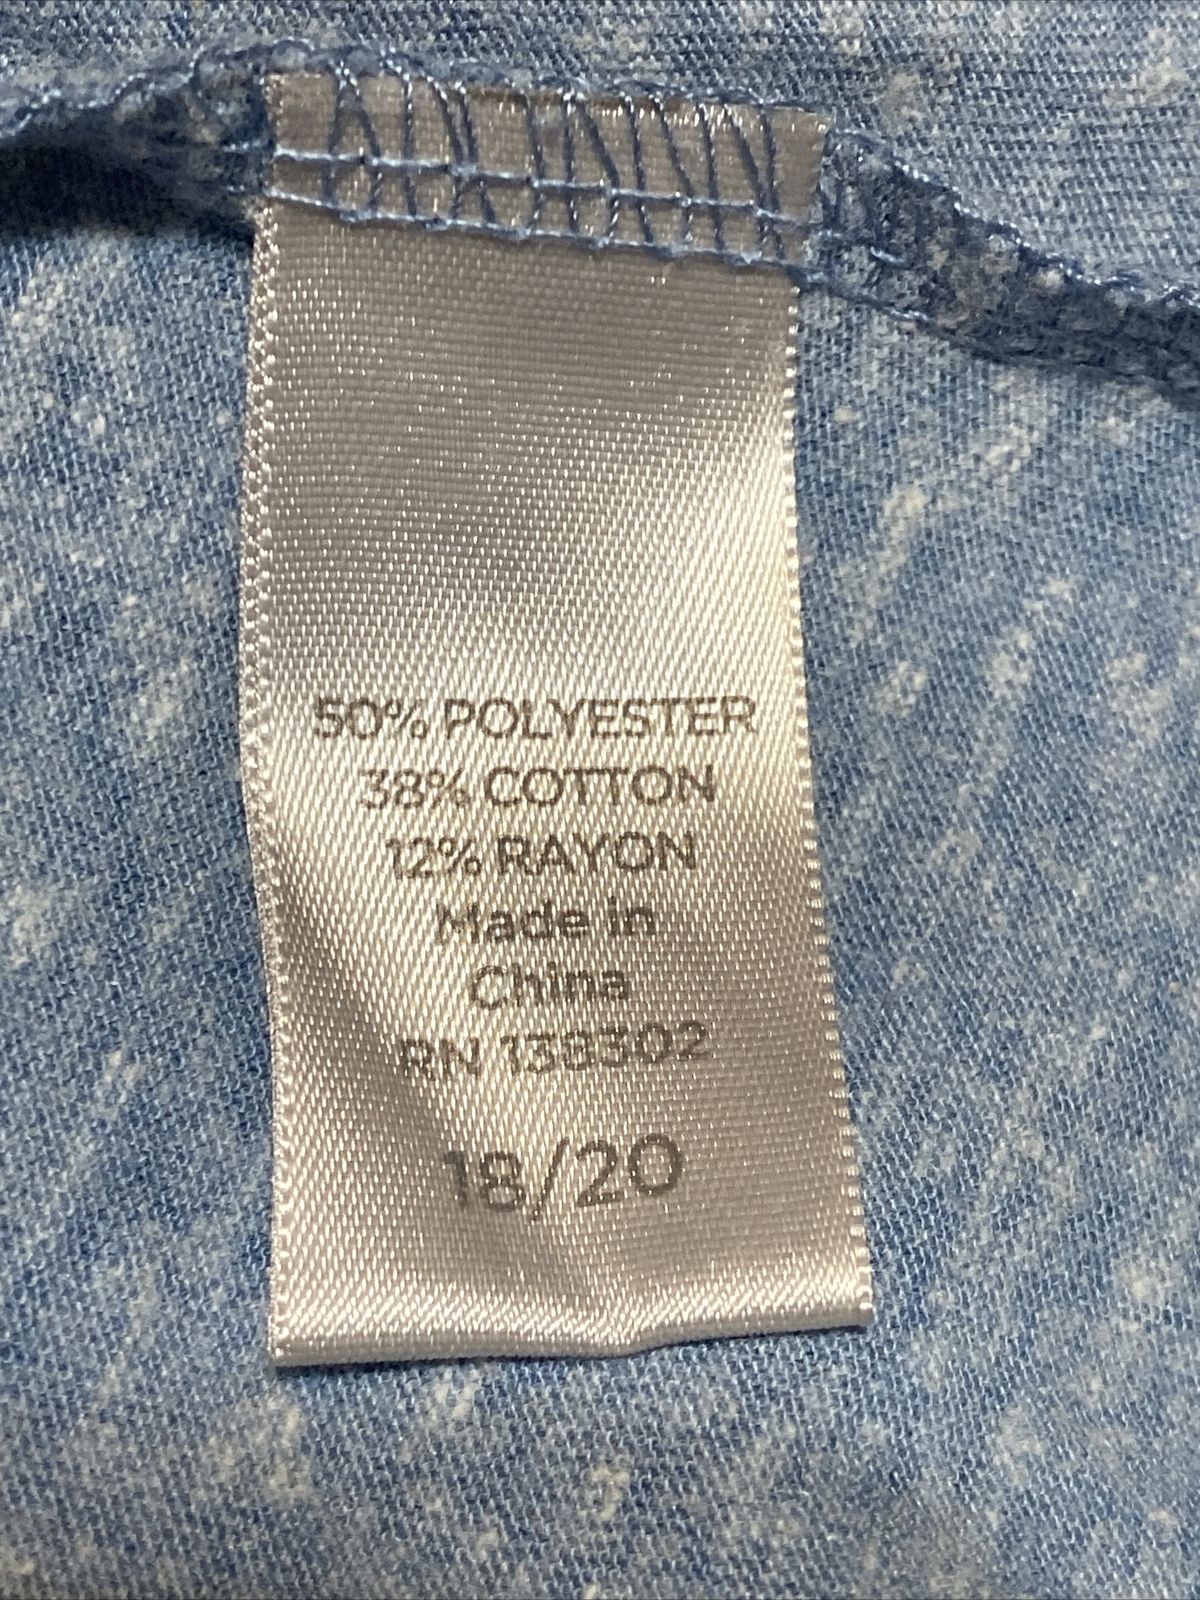 50% POLYESTER
38% COTTON
12% RAYON
Made in
China
RN 138302
18/20